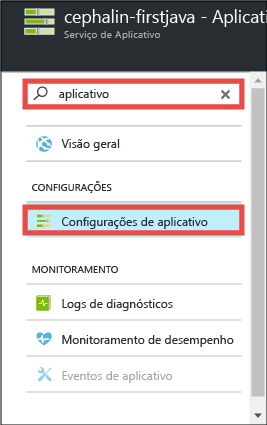 cephalin-firstjava - Aplicati
Serviço de Aplicativo
aplicativo
Visão geral
CONFIGURAÇÕES
Configurações de aplicativo
MONITORAMENTO
Logs de diagnósticos
Monitoramento de desempenho
Eventos de aplicativo